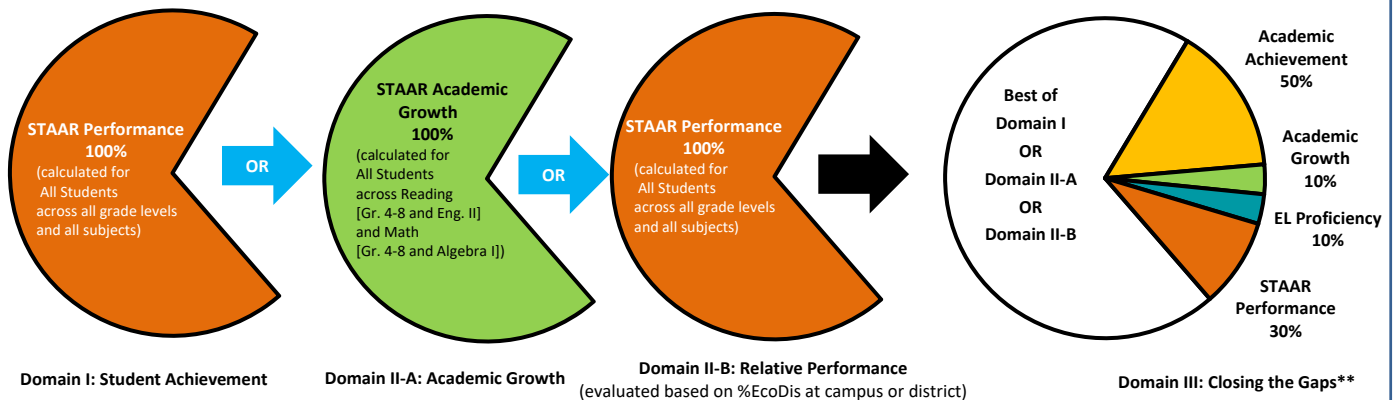 STAAR Performance
100%
(calculated for
All Students
across all grade levels
and all subjects)
OR
STAAR Academic
Growth
100%
(calculated for
All Students
across Reading
[Gr. 4-8 and Eng. II]
and Math
[Gr. 4-8 and Algebra I])
OR
STAAR Performance
100%
(calculated for
All Students
across all grade levels
and all subjects)
Best of
Domain I
OR
Domain II-A
OR
Domain II-B
Academic
Achievement
50%
Academic
Growth
10%
EL Proficiency
10%
STAAR
Performance
30%
Domain I: Student Achievement
Domain II-A: Academic Growth
Domain II-B: Relative Performance
(evaluated based on %EcoDis at campus or district)
Domain III: Closing the Gaps**